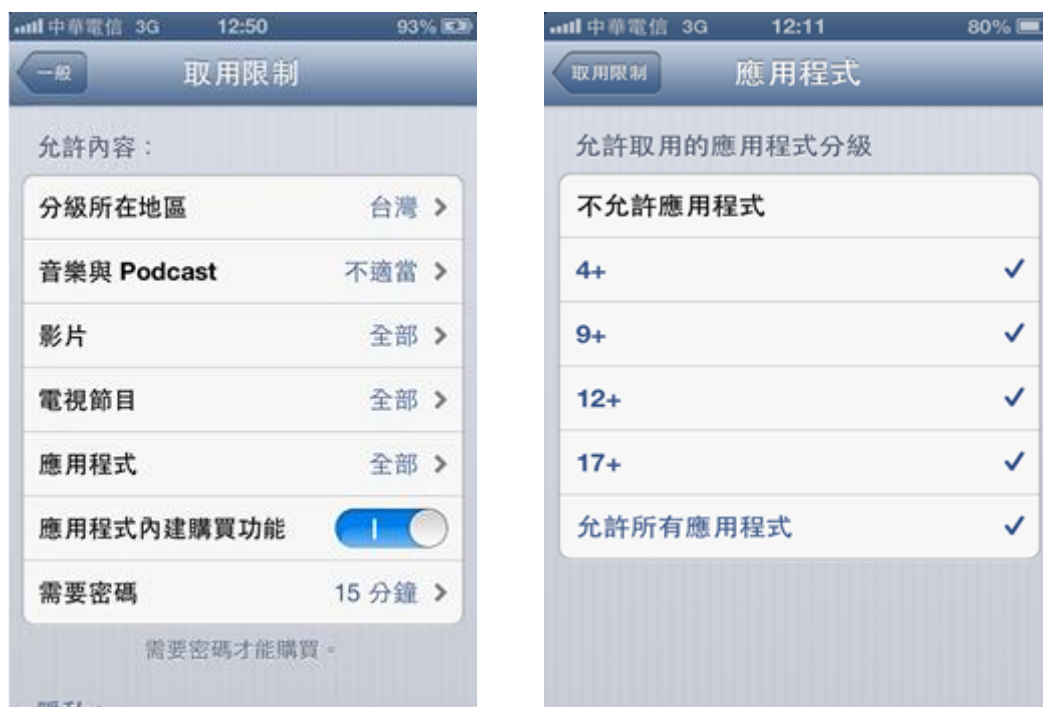 中華電信 3G 12:50 93%
一般 取用限制
允許內容：
分級所在地區 台灣
音樂與 Podcast 不適當
影片 全部
電視節目 全部
應用程式 全部
應用程式內建購買功能
需要密碼 15 分鐘
需要密碼才能購買。
中華電信 3G 12:11 80%
取用限制 應用程式
允許取用的應用程式分級
不允許應用程式
4+
9+
12+
17+
允許所有應用程式